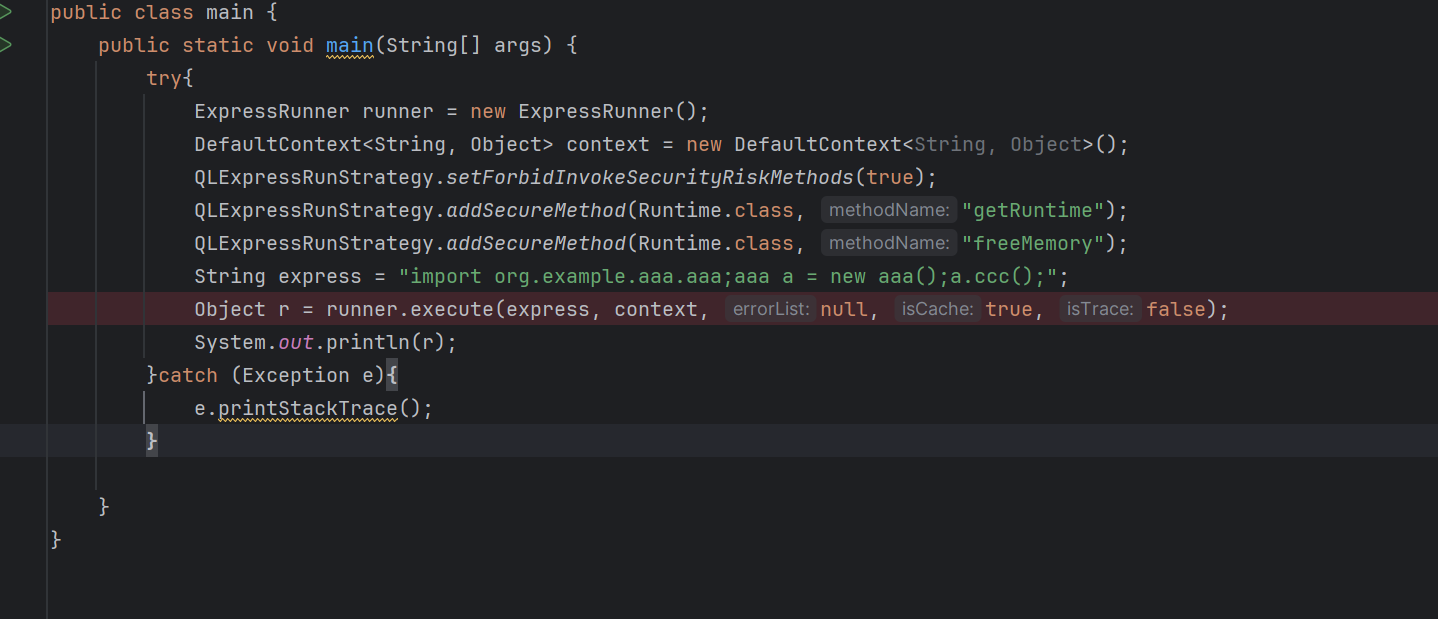 public class main {
public static void main(String[] args) {
try{
ExpressRunner runner = new ExpressRunner();
DefaultContext<String, Object> context = new DefaultContext<String, Object>();
QLExpressRunStrategy.setForbidInvokeSecurityRiskMethods(true);
QLExpressRunStrategy.addSecureMethod(Runtime.class, methodName: "getRuntime");
QLExpressRunStrategy.addSecureMethod(Runtime.class, methodName: "freeMemory");
String express = "import org.example.aaa.aaa;aaa a = new aaa();a.ccc();";
Object r = runner.execute(express, context, errorList: null, isCache: true, isTrace: false);
System.out.println(r);
}catch (Exception e){
e.printStackTrace();
}
}
}